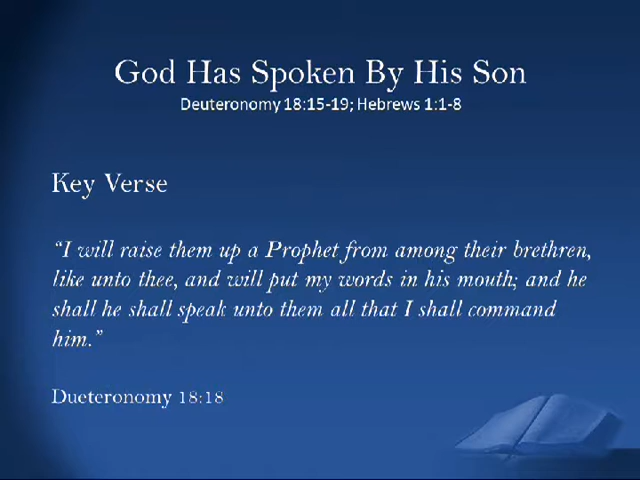 God Has Spoken By His Son
Deuteronomy 18:15-19; Hebrews 1:1-8
Key Verse
“I will raise them up a Prophet from among their brethren,
like unto thee, and will put my words in his mouth; and he
shall he shall speak unto them all that I shall command
him.”
Dueteronomy 18:18